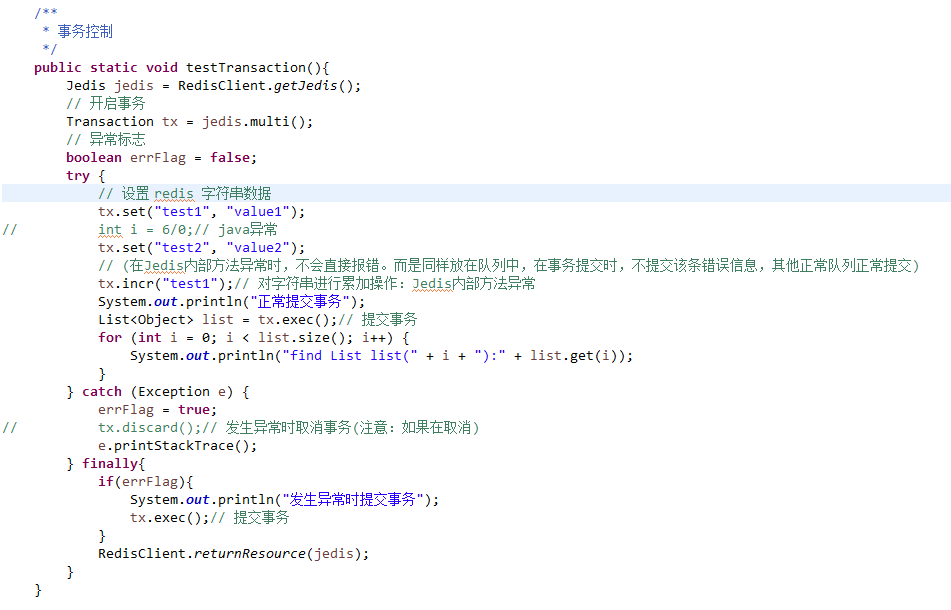 /**
 * 事务控制
 */
public static void testTransaction(){
    Jedis jedis = RedisClient.getJedis();
    // 开启事务
    Transaction tx = jedis.multi();
    // 异常标志
    boolean errFlag = false;
    try {
        // 设置 redis 字符串数据
        tx.set("test1", "value1");
//          int i = 6/0;// java异常
        tx.set("test2", "value2");
        // (在Jedis内部方法异常时，不会直接报错。而是同样放在队列中，在事务提交时，不提交该条错误信息，其他正常队列正常提交)
        tx.incr("test1");// 对字符串进行累加操作：Jedis内部方法异常
        System.out.println("正常提交事务");
        List<Object> list = tx.exec();// 提交事务
        for (int i = 0; i < list.size(); i++) {
            System.out.println("find List list(" + i + "):" + list.get(i));
        }
    } catch (Exception e) {
        errFlag = true;
//          tx.discard();// 发生异常时取消事务(注意：如果在取消)
        e.printStackTrace();
    } finally{
        if(errFlag){
            System.out.println("发生异常时提交事务");
            tx.exec();// 提交事务
        }
        RedisClient.returnResource(jedis);
    }
}